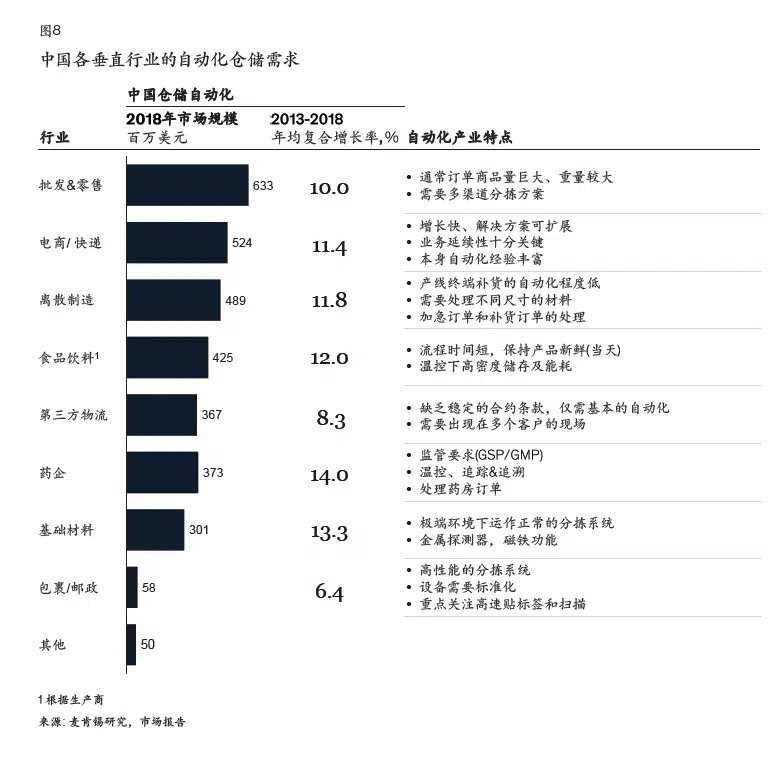 图8
中国各垂直行业的自动化仓储需求
中国仓储自动化
行业
2018年市场规模
百万美元
2013-2018
年均复合增长率,%
自动化产业特点
批发&零售
633
10.0
• 通常订单商品量巨大、重量较大
• 需要多渠道分拣方案
电商/快递
524
11.4
• 增长快、解决方案可扩展
• 业务延续性十分关键
• 本身自动化经验丰富
离散制造
489
11.8
• 产线终端补货的自动化程度低
• 需要处理不同尺寸的材料
• 加急订单和补货订单的处理
食品饮料1
425
12.0
• 流程时间短，保持产品新鲜(当天)
• 温控下高密度储存及能耗
第三方物流
367
8.3
• 缺乏稳定的合约条款，仅需基本的自动化
• 需要出现在多个客户的现场
药企
373
14.0
• 监管要求(GSP/GMP)
• 温控、追踪&追溯
• 处理药房订单
基础材料
301
13.3
• 极端环境下运作正常的分拣系统
• 金属探测器，磁铁功能
包裹/邮政
58
6.4
• 高性能的分拣系统
• 设备需要标准化
• 重点关注高速贴标签和扫描
其他
50
1 根据生产商
来源: 麦肯锡研究，市场报告